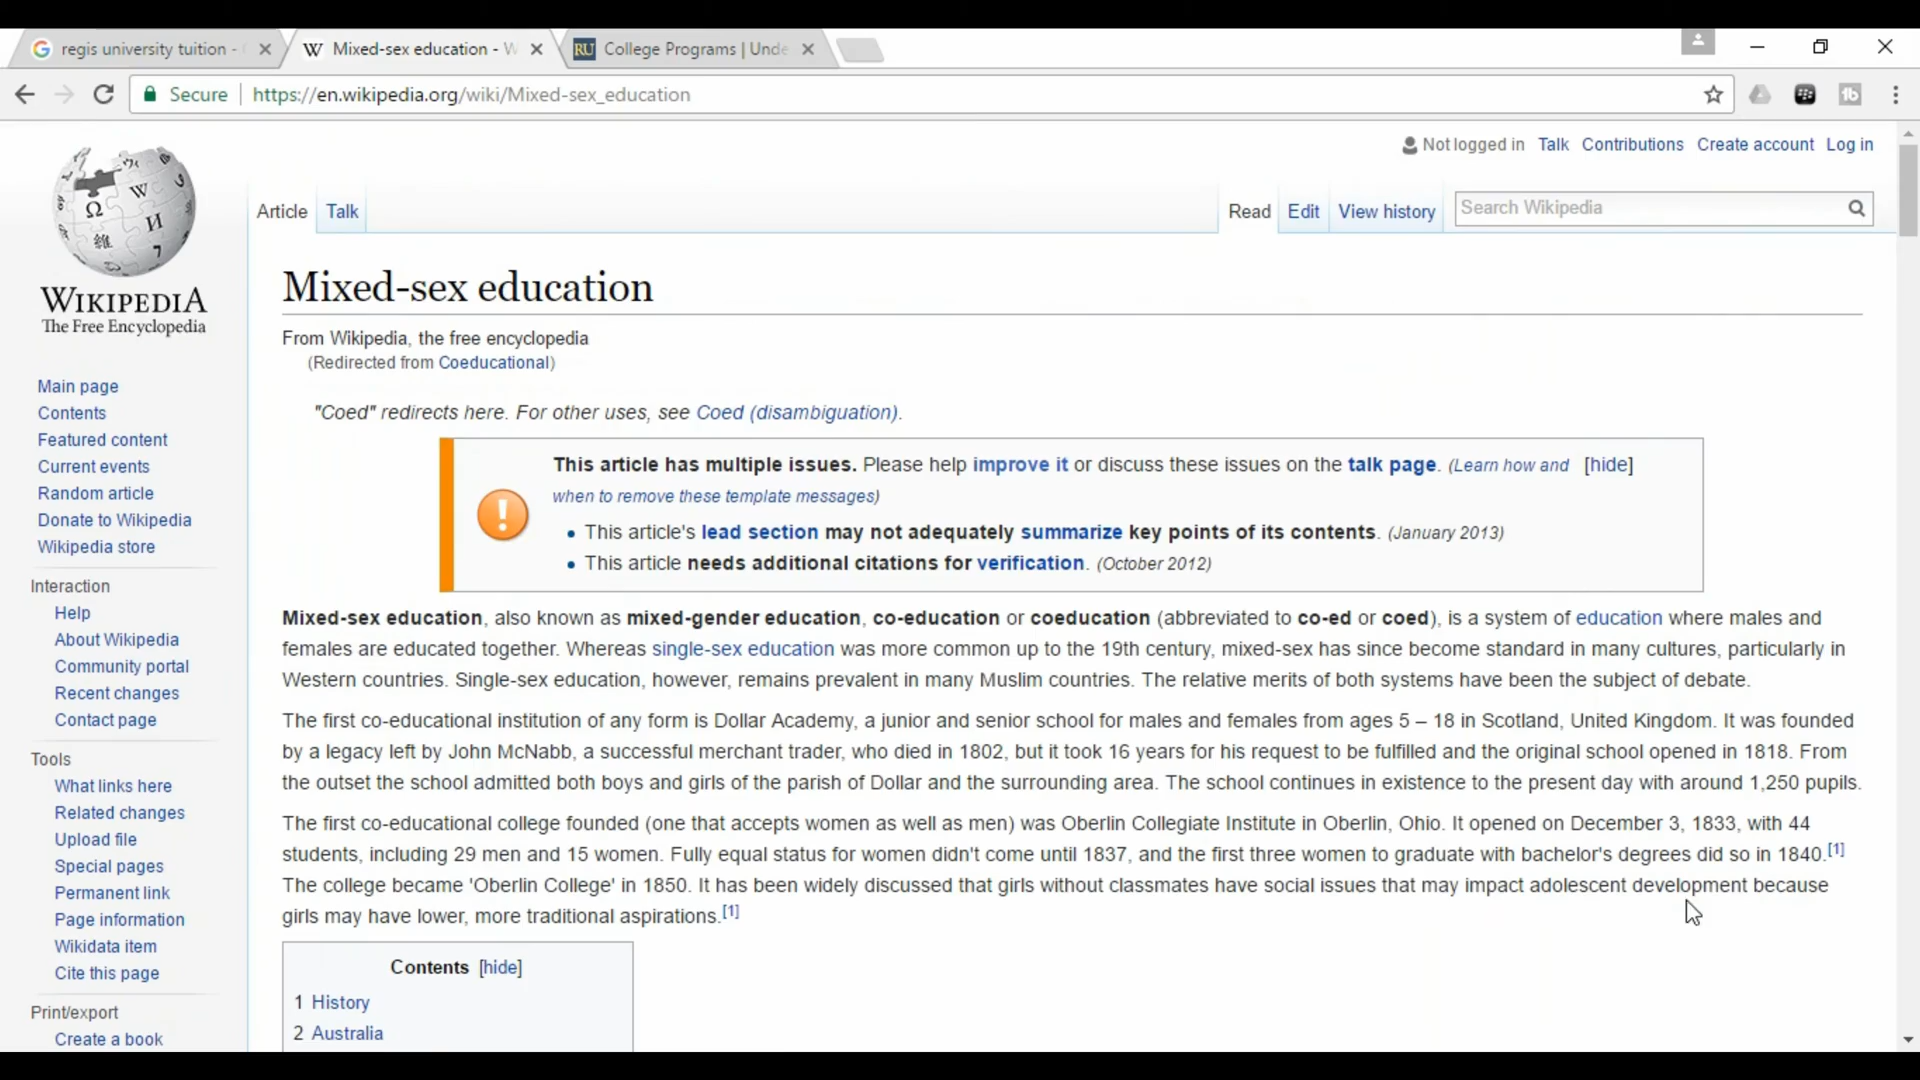 regis university tuition -
Mixed-sex education - W
RU College Programs | Unde
Secure https://en.wikipedia.org/wiki/Mixed-sex_education
Not logged in Talk Contributions Create account Log in
Article Talk Read Edit View history Search Wikipedia
WIKIPEDIA
The Free Encyclopedia
Main page
Contents
Featured content
Current events
Random article
Donate to Wikipedia
Wikipedia store
Interaction
Help
About Wikipedia
Community portal
Recent changes
Contact page
Tools
What links here
Related changes
Upload file
Special pages
Permanent link
Page information
Wikidata item
Cite this page
Print/export
Create a book
Mixed-sex education
From Wikipedia, the free encyclopedia
(Redirected from Coeducational)
"Coed" redirects here. For other uses, see Coed (disambiguation).
This article has multiple issues. Please help improve it or discuss these issues on the talk page. (Learn how and [hide]
when to remove these template messages)
• This article's lead section may not adequately summarize key points of its contents. (January 2013)
• This article needs additional citations for verification. (October 2012)
Mixed-sex education, also known as mixed-gender education, co-education or coeducation (abbreviated to co-ed or coed), is a system of education where males and
females are educated together. Whereas single-sex education was more common up to the 19th century, mixed-sex has since become standard in many cultures, particularly in
Western countries. Single-sex education, however, remains prevalent in many Muslim countries. The relative merits of both systems have been the subject of debate.
The first co-educational institution of any form is Dollar Academy, a junior and senior school for males and females from ages 5 – 18 in Scotland, United Kingdom. It was founded
by a legacy left by John McNabb, a successful merchant trader, who died in 1802, but it took 16 years for his request to be fulfilled and the original school opened in 1818. From
the outset the school admitted both boys and girls of the parish of Dollar and the surrounding area. The school continues in existence to the present day with around 1,250 pupils.
The first co-educational college founded (one that accepts women as well as men) was Oberlin Collegiate Institute in Oberlin, Ohio. It opened on December 3, 1833, with 44
students, including 29 men and 15 women. Fully equal status for women didn't come until 1837, and the first three women to graduate with bachelor's degrees did so in 1840.[1]
The college became 'Oberlin College' in 1850. It has been widely discussed that girls without classmates have social issues that may impact adolescent development because
girls may have lower, more traditional aspirations.[1]
Contents [hide]
1 History
2 Australia